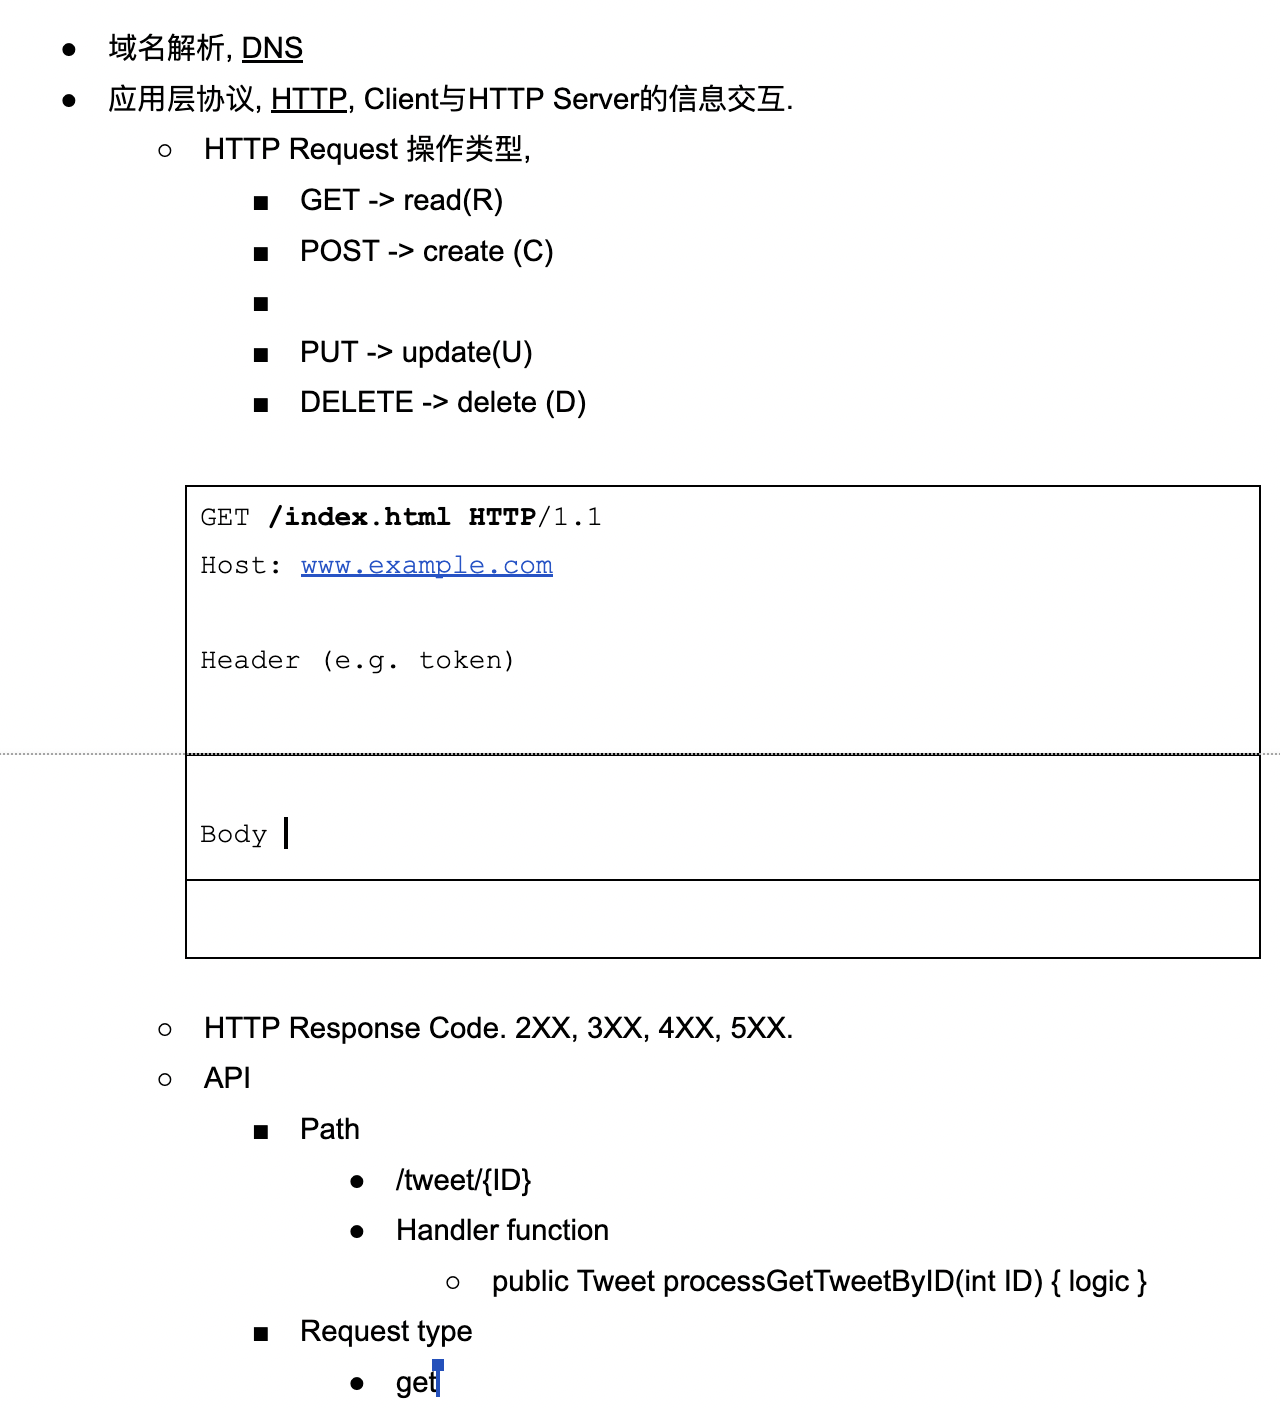 ● 域名解析, DNS
● 应用层协议, HTTP, Client与HTTP Server的信息交互.
○ HTTP Request 操作类型,
■ GET -> read(R)
■ POST -> create (C)
■
■ PUT -> update(U)
■ DELETE -> delete (D)
GET /index.html HTTP/1.1
Host: www.example.com
Header (e.g. token)
Body
○ HTTP Response Code. 2XX, 3XX, 4XX, 5XX.
○ API
■ Path
● /tweet/{ID}
● Handler function
○ public Tweet processGetTweetByID(int ID) { logic }
■ Request type
● get